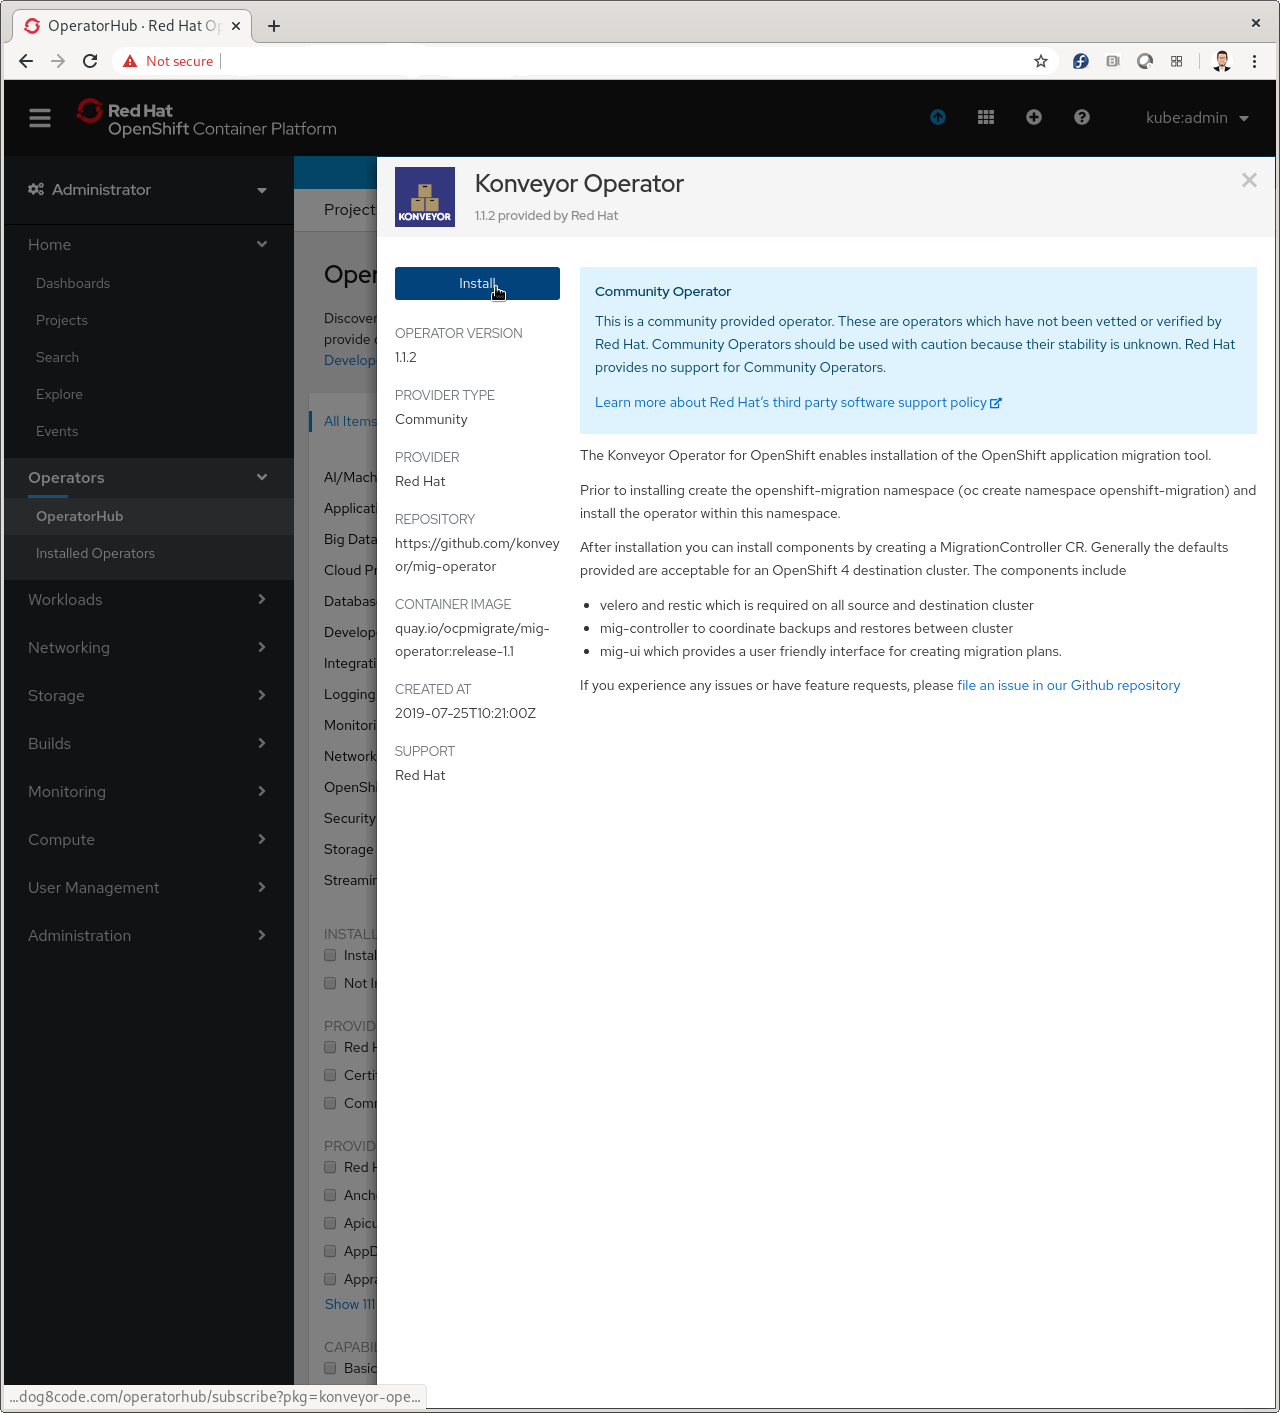 OperatorHub · Red Hat Op
Not secure
Red Hat
OpenShift Container Platform
kube:admin
Administrator
Home
Dashboards
Projects
Search
Explore
Events
Operators
OperatorHub
Installed Operators
Workloads
Networking
Storage
Builds
Monitoring
Compute
User Management
Administration
Project
Oper
Discover
provide
Develop
All Items
AI/Mach
Applicati
Big Data
Cloud Pr
Databas
Develop
Integrati
Logging
Monitori
Network
OpenShi
Security
Storage
Streamin
INSTALL
Instal
Not In
PROVID
Red H
Certif
Comm
PROVID
Red H
Ancho
Apicu
AppD
Appra
Show 111
CAPABIL
Basic
KONVEYOR
Konveyor Operator
1.1.2 provided by Red Hat
Install
OPERATOR VERSION
1.1.2
PROVIDER TYPE
Community
PROVIDER
Red Hat
REPOSITORY
https://github.com/konvey
or/mig-operator
CONTAINER IMAGE
quay.io/ocpmigrate/mig-
operator:release-1.1
CREATED AT
2019-07-25T10:21:00Z
SUPPORT
Red Hat
Community Operator
This is a community provided operator. These are operators which have not been vetted or verified by
Red Hat. Community Operators should be used with caution because their stability is unknown. Red Hat
provides no support for Community Operators.
Learn more about Red Hat's third party software support policy
The Konveyor Operator for OpenShift enables installation of the OpenShift application migration tool.
Prior to installing create the openshift-migration namespace (oc create namespace openshift-migration) and
install the operator within this namespace.
After installation you can install components by creating a MigrationController CR. Generally the defaults
provided are acceptable for an OpenShift 4 destination cluster. The components include
• velero and restic which is required on all source and destination cluster
• mig-controller to coordinate backups and restores between cluster
• mig-ui which provides a user friendly interface for creating migration plans.
If you experience any issues or have feature requests, please file an issue in our Github repository
...dog8code.com/operatorhub/subscribe?pkg=konveyor-ope...